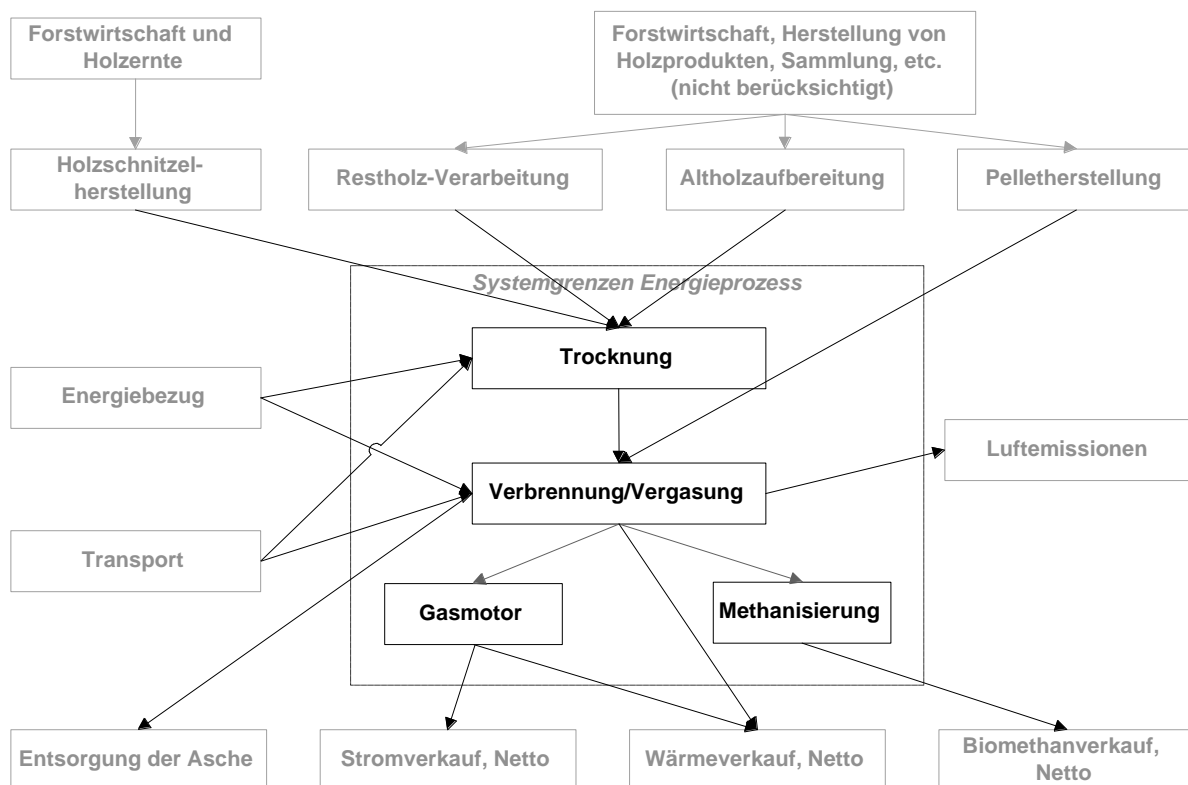 Forstwirtschaft und
Holzernte
Forstwirtschaft, Herstellung von
Holzprodukten, Sammlung, etc.
(nicht berücksichtigt)
Holzschnitzel-
herstellung
Restholz-Verarbeitung
Altholzaufbereitung
Pelletherstellung
Systemgrenzen Energieprozess
Trocknung
Energiebezug
Luftemissionen
Verbrennung/Vergasung
Transport
Gasmotor
Methanisierung
Entsorgung der Asche
Stromverkauf, Netto
Wärmeverkauf, Netto
Biomethanverkauf,
Netto